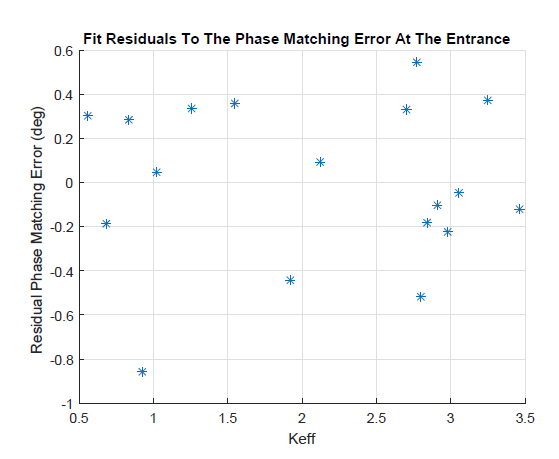 Fit Residuals To The Phase Matching Error At The Entrance
0.6
0.4
0.2
0
-0.2
-0.4
-0.6
-0.8
-1
Residual Phase Matching Error (deg)
0.5 1 1.5 2 2.5 3 3.5
Keff